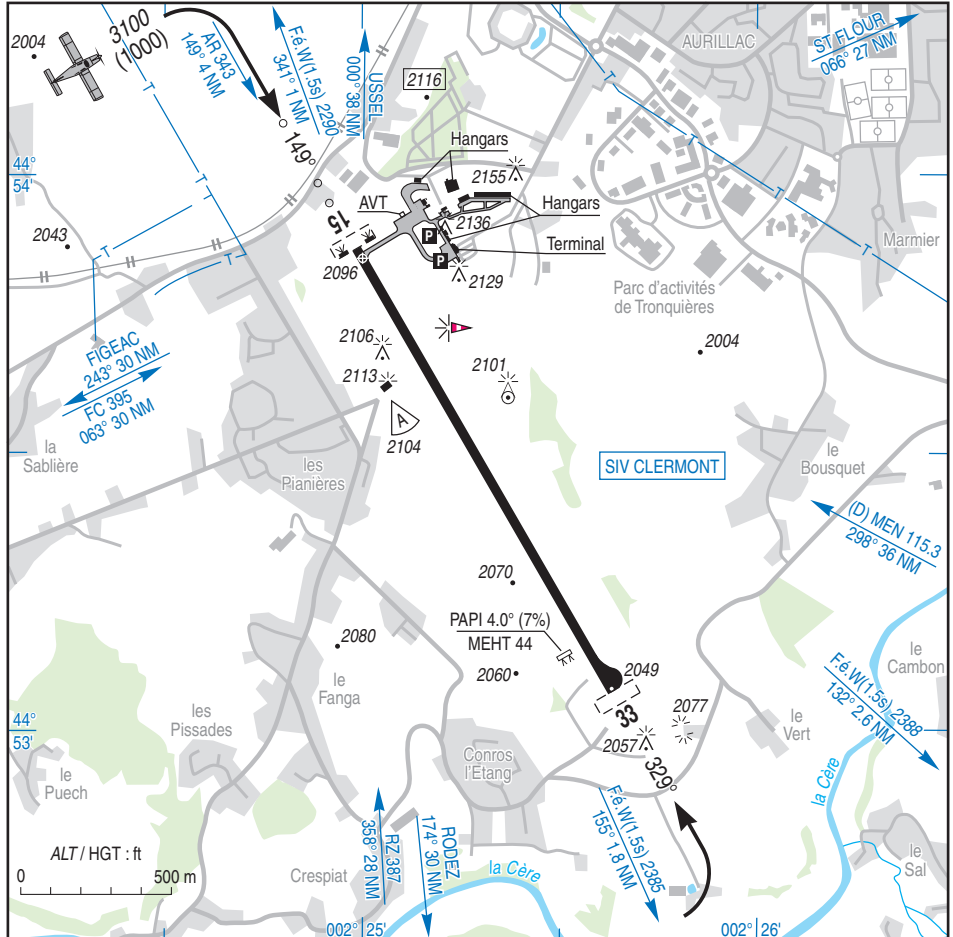 2004
3100
(1000)
AR 343
149° 4 NM
F.é.W(1.5s) 2290
341° 1 NM
USSEL
000° 38 NM
2116
AURILLAC
ST FLOUR
066° 27 NM
44°
54'
149°
Hangars
2155
AVT
15
P
2136
Hangars
P
Terminal
2043
2096
2129
Marmier
Parc d'activités
de Tronquières
2106
2004
FIGEAC
243° 30 NM
FC 395
063° 30 NM
2113
2101
A
2104
la
Sablière
les
Pianières
SIV CLERMONT
le
Bousquet
(D) MEN 115.3
298° 36 NM
2070
PAPI 4.0° (7%)
MEHT 44
2080
2060
2049
le
Fanga
le
Cambon
F.é.W(1.5s) 2388
132° 2.6 NM
les
Pissades
33
2077
2057
le
Vert
44°
53'
le
Puech
Conros
l'Etang
329°
la Cère
F.é.W(1.5s) 2385
155° 1.8 NM
RZ 387
358° 28 NM
RODEZ
174° 30 NM
ALT / HGT : ft
0 500 m
Crespiat
la Cère
le
Sal
002° 25'
002° 26'
T
T
T
T
T
T
T
T